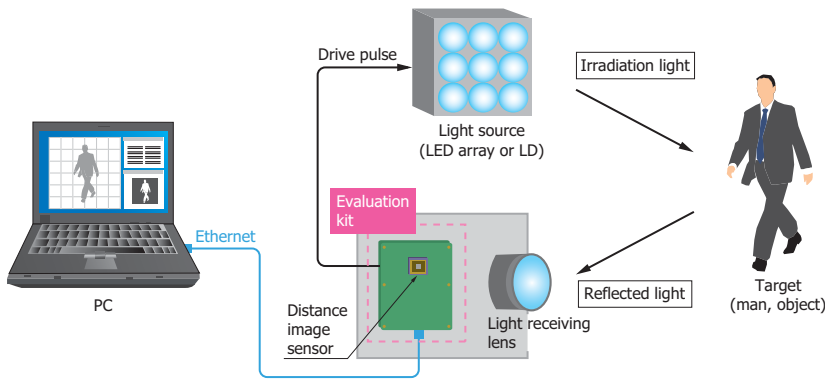 Drive pulse
Light source
(LED array or LD)
Irradiation light
Evaluation
kit
Ethernet
PC
Distance
image
sensor
Light receiving
lens
Reflected light
Target
(man, object)